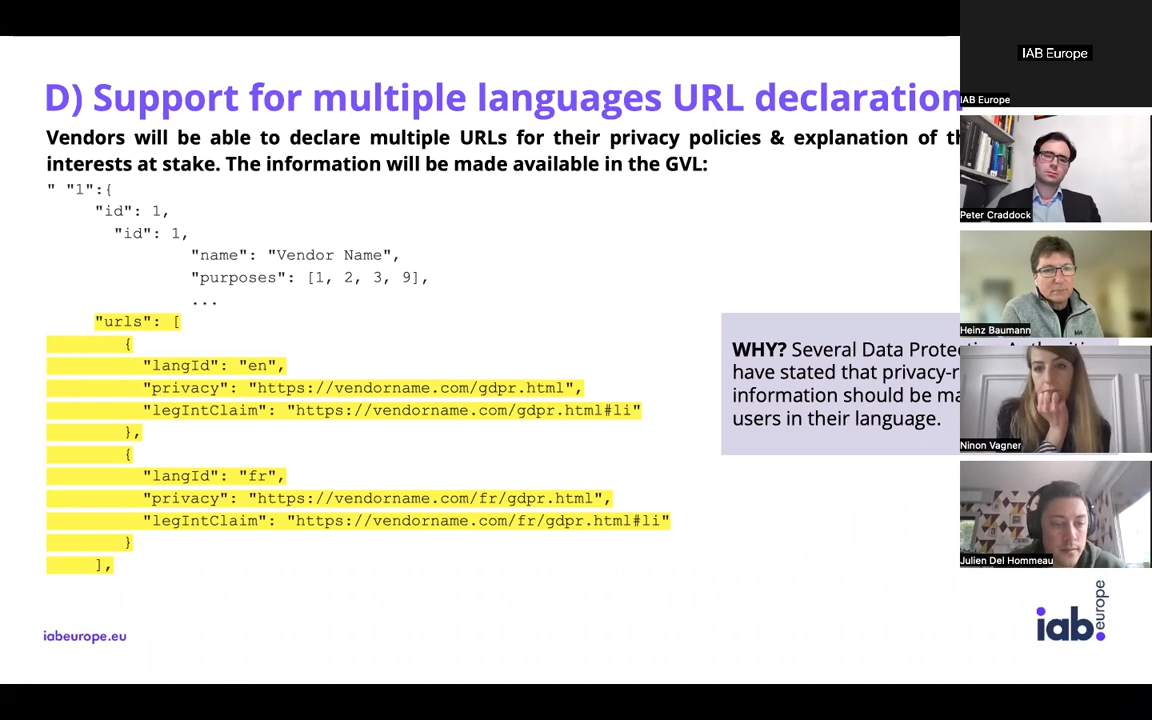 D) Support for multiple languages URL declaration
Vendors will be able to declare multiple URLs for their privacy policies & explanation of
interests at stake. The information will be made available in the GVL:
" "1":{
"id": 1,
"id": 1,
"name": "Vendor Name",
"purposes": [1, 2, 3, 9],
...
"urls": [
{
"langId": "en",
"privacy": "https://vendorname.com/gdpr.html",
"legIntClaim": "https://vendorname.com/gdpr.html#li"
},
{
"langId": "fr",
"privacy": "https://vendorname.com/fr/gdpr.html",
"legIntClaim": "https://vendorname.com/fr/gdpr.html#li"
}
],
WHY? Several Data
have stated that
information should be
users in their language.
iabeurope.eu
iab.europe
IAB Europe
IAB Europe
Peter Craddock
Heinz Baumann
Ninon Vagner
Julien Del Hommeau